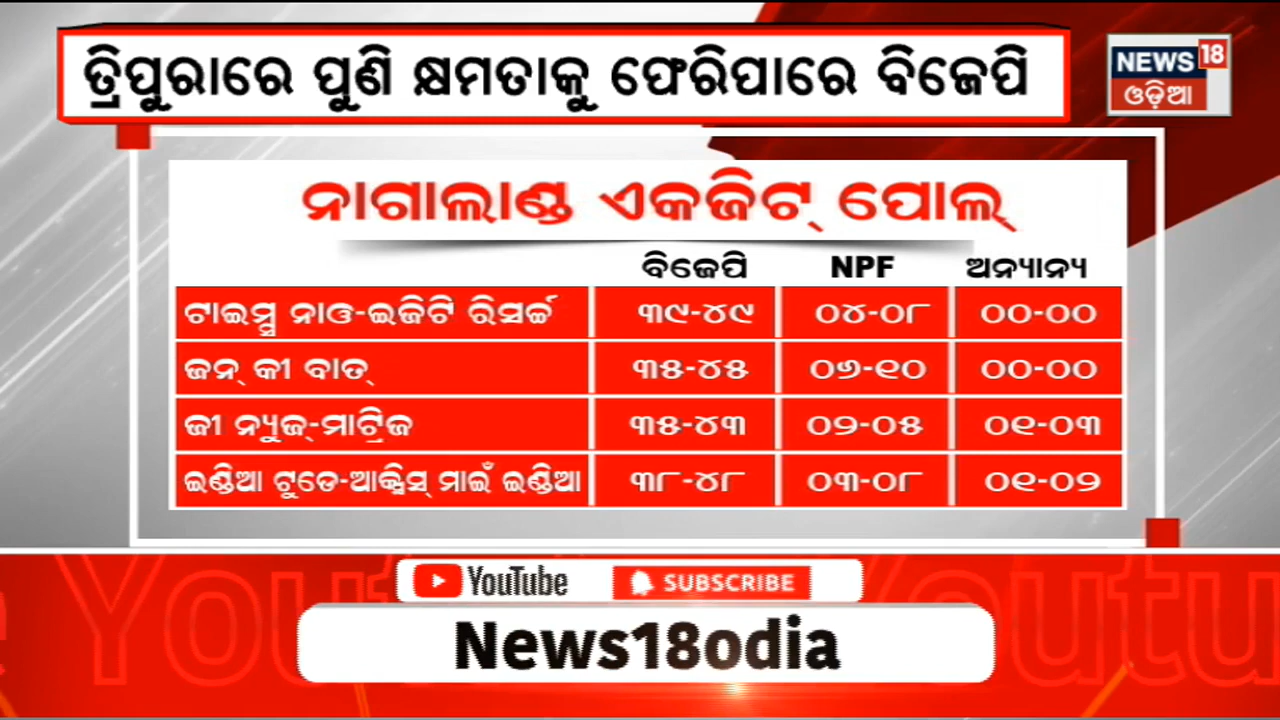 ତ୍ରିପୁରାରେ ପୁଣି କ୍ଷମତାକୁ ଫେରିପାରେ ବିଜେପି
NEWS 18
ଓଡ଼ିଆ
ନାଗାଲାଣ୍ଡ ଏକଜିଟ୍ ପୋଲ୍
ବିଜେପି NPF ଅନ୍ୟାନ୍ୟ
ଟାଇମ୍ସ ନାଓ-ଇଜିଟି ରିସର୍ଚ୍ଚ ୩୯-୪୯ ୦୪-୦୮ ୦୦-୦୦
ଜନ୍ କୀ ବାତ୍ ୩୫-୪୫ ୦୬-୧୦ ୦୦-୦୦
ଜୀ ନ୍ୟୁଜ୍-ମାଟ୍ରିଜ ୩୫-୪୩ ୦୨-୦୫ ୦୧-୦୩
ଇଣ୍ଡିଆ ଟୁଡେ-ଆକ୍ସିସ୍ ମାଇଁ ଇଣ୍ଡିଆ ୩୮-୪୮ ୦୩-୦୮ ୦୧-୦୨
YouTube SUBSCRIBE
News18odia